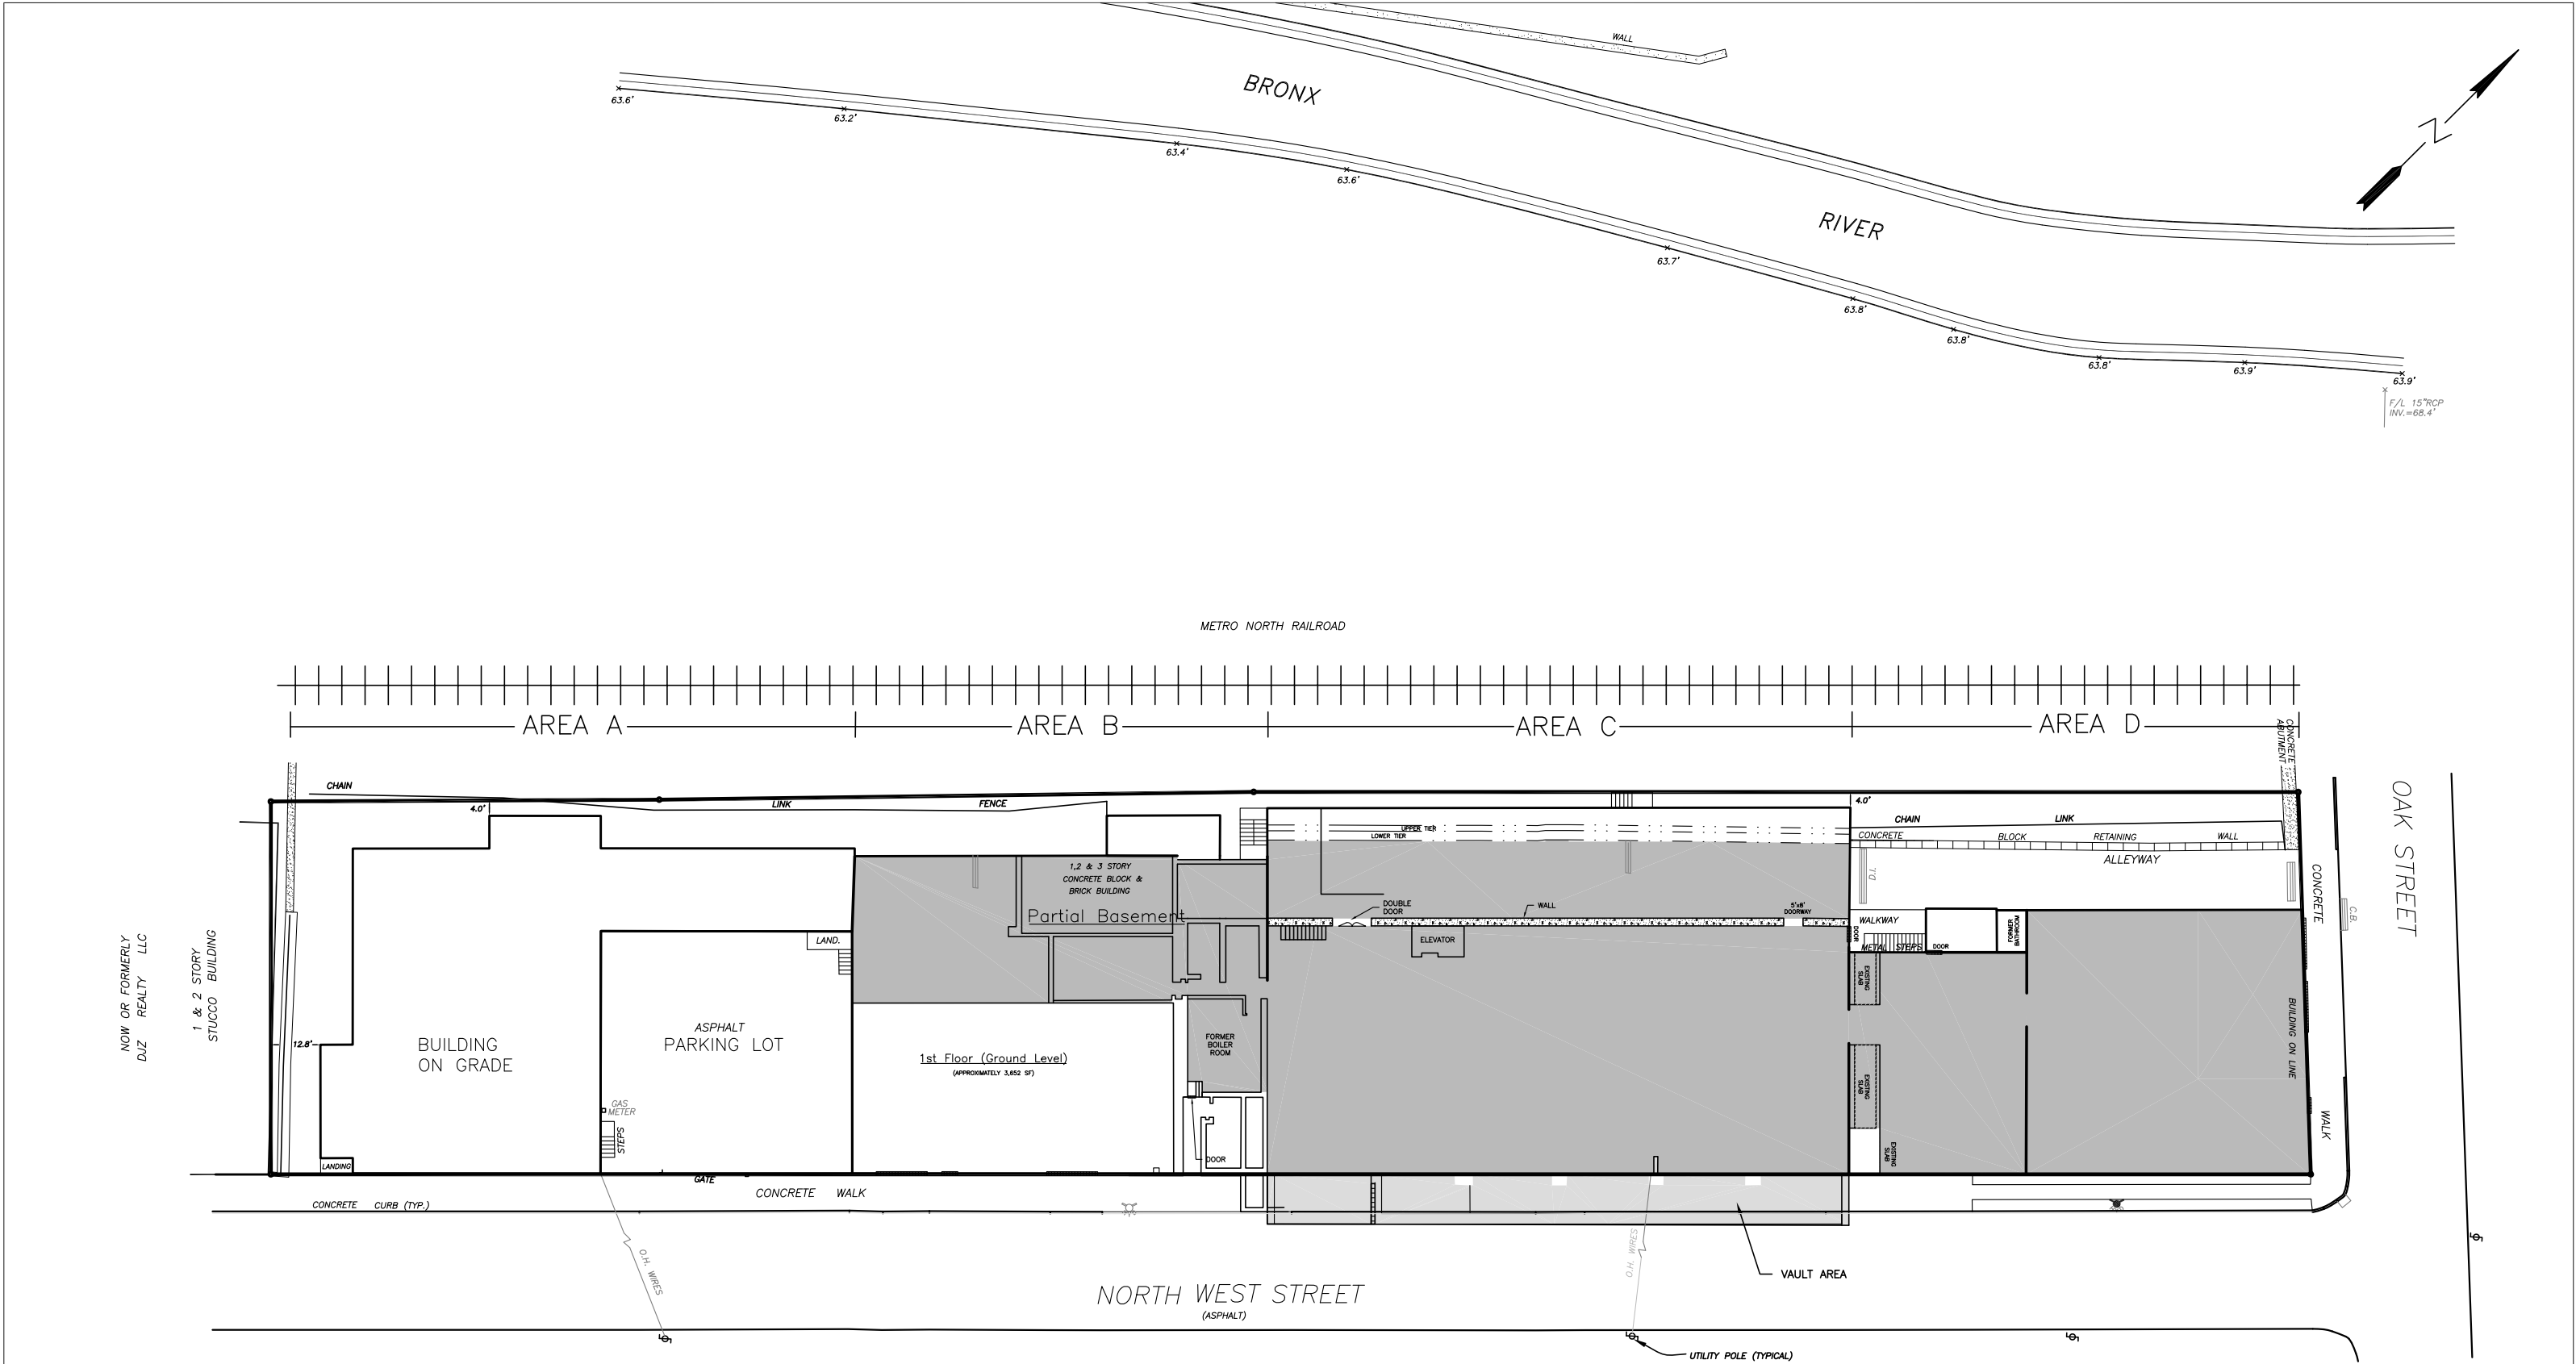 WALL
BRONX
63.6'
63.2'
63.4'
63.6'
RIVER
63.7'
63.8'
63.8'
63.8'
63.9'
63.9'
Z
F/L 15"RCP
INV.=68.4'
METRO NORTH RAILROAD
AREA A
AREA B
AREA C
AREA D
CONCRETE
ABUTMENT
OAK STREET
CHAIN
LINK
FENCE
4.0'
4.0'
CHAIN
LINK
UPPER TIER
LOWER TIER
CONCRETE
BLOCK
RETAINING
WALL
ALLEYWAY
1,2 & 3 STORY
CONCRETE BLOCK &
BRICK BUILDING
Partial Basement
DOUBLE
DOOR
WALL
5'x8'
DOORWAY
D.I.
CONCRETE
C.B.
WALKWAY
FORMER
BATHROOM
DOOR
METAL STEPS
DOOR
LAND.
ELEVATOR
EXISTING
SLAB
NOW OR FORMERLY
DJZ REALTY LLC
1 & 2 STORY
STUCCO BUILDING
12.8'
BUILDING
ON GRADE
ASPHALT
PARKING LOT
1st Floor (Ground Level)
(APPROXIMATELY 3,652 SF)
FORMER
BOILER
ROOM
EXISTING
SLAB
BUILDING ON LINE
GAS
METER
STEPS
WALK
EXISTING
SLAB
LANDING
DOOR
GATE
CONCRETE WALK
CONCRETE CURB (TYP.)
O.H. WIRES
O.H. WIRES
VAULT AREA
NORTH WEST STREET
(ASPHALT)
UTILITY POLE (TYPICAL)